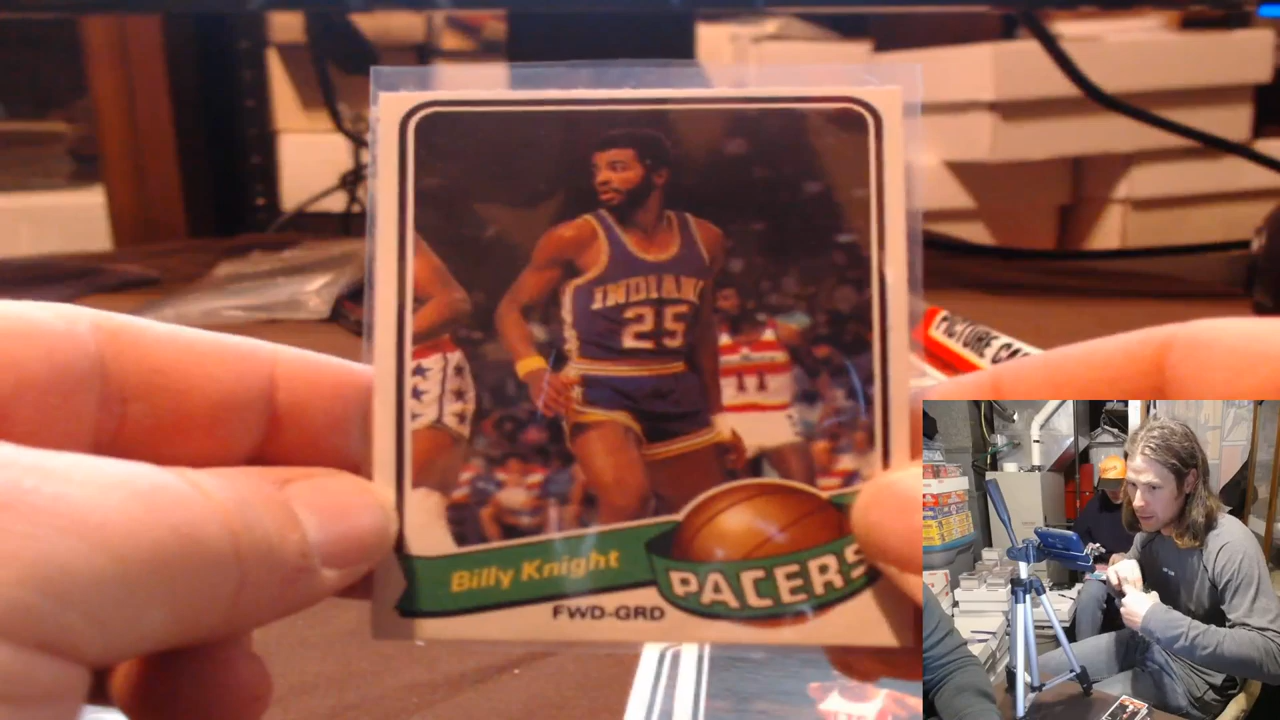 INDIANA
25
11
PICTURE CA
Billy Knight
PACERS
FWD-GRD